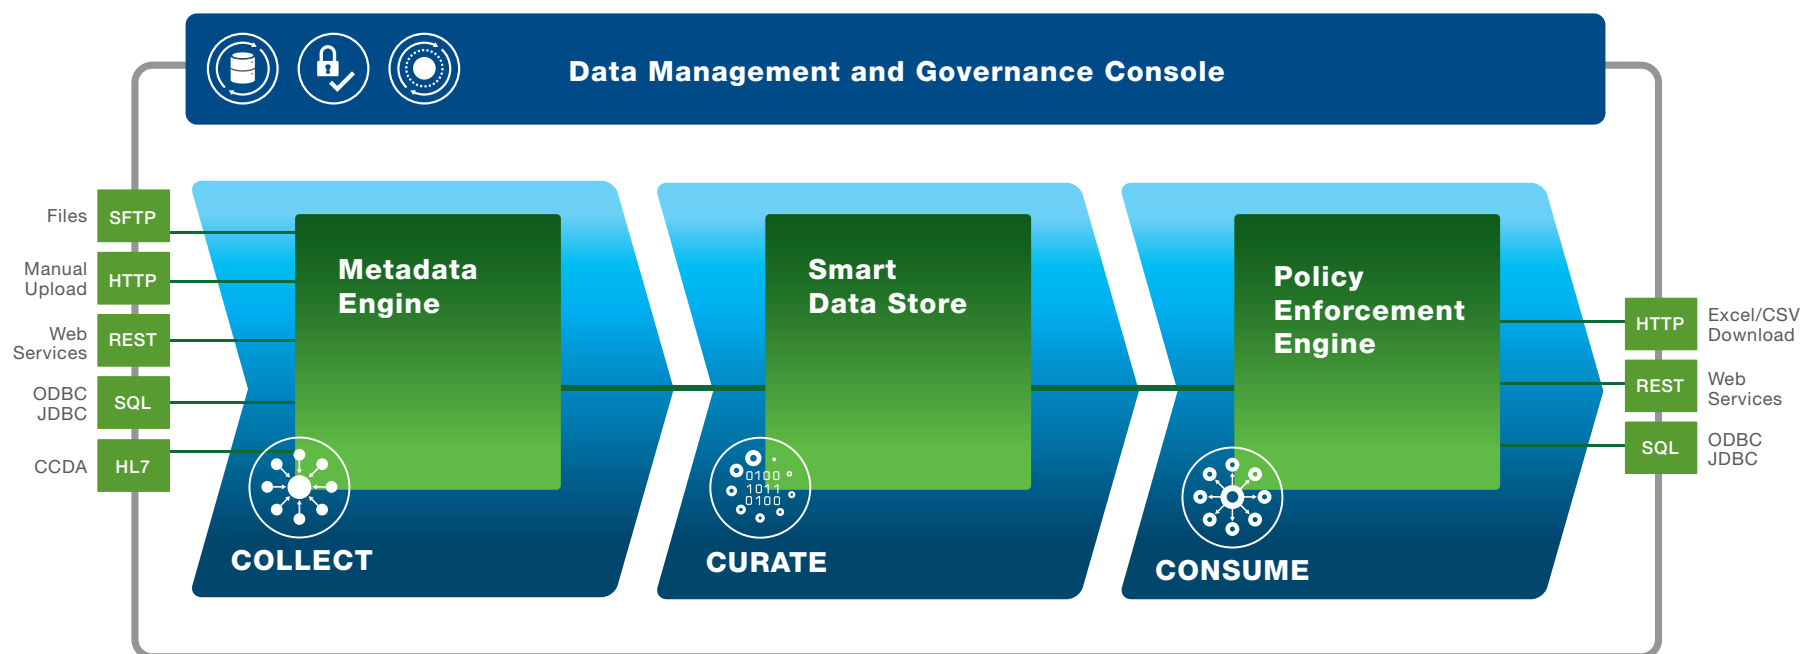 Data Management and Governance Console
Files
SFTP
Manual
Upload
HTTP
Web
Services
REST
ODBC
JDBC
SQL
CCDA
HL7
Metadata
Engine
COLLECT
Smart
Data Store
0100
1011
0100
CURATE
Policy
Enforcement
Engine
CONSUME
HTTP
Excel/CSV
Download
REST
Web
Services
SQL
ODBC
JDBC